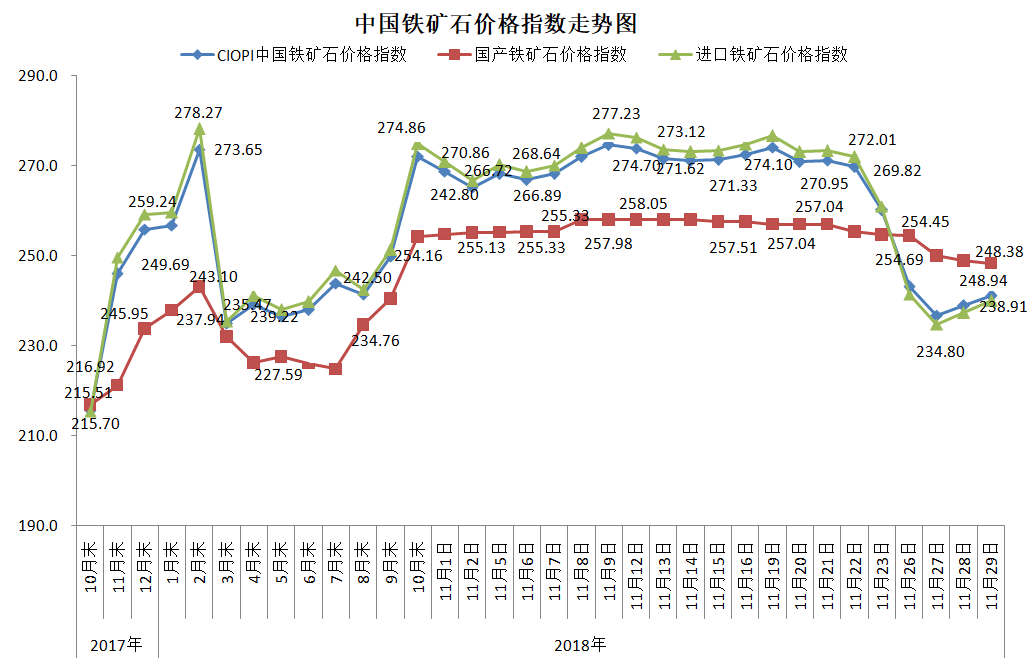 中国铁矿石价格指数走势图
CIOPI中国铁矿石价格指数 国产铁矿石价格指数 进口铁矿石价格指数
290.0
270.0
250.0
230.0
210.0
190.0
216.92
215.51
215.70
245.95
259.24
249.69
237.94
243.10
278.27
273.65
235.47
239.22
227.59
242.50
234.76
274.86
254.16
270.86
242.80
266.72
255.13
268.64
266.89
255.33
255.33
277.23
257.98
274.70
258.05
273.12
271.62
271.33
257.51
274.10
257.04
270.95
257.04
272.01
269.82
254.69
254.45
234.80
248.94
248.38
238.91
10月末
11月末
12月末
1月末
2月末
3月末
4月末
5月末
6月末
7月末
8月末
9月末
10月末
11月1日
11月2日
11月5日
11月6日
11月7日
11月8日
11月9日
11月12日
11月13日
11月14日
11月15日
11月16日
11月19日
11月20日
11月21日
11月22日
11月23日
11月26日
11月27日
11月28日
11月29日
2017年 2018年